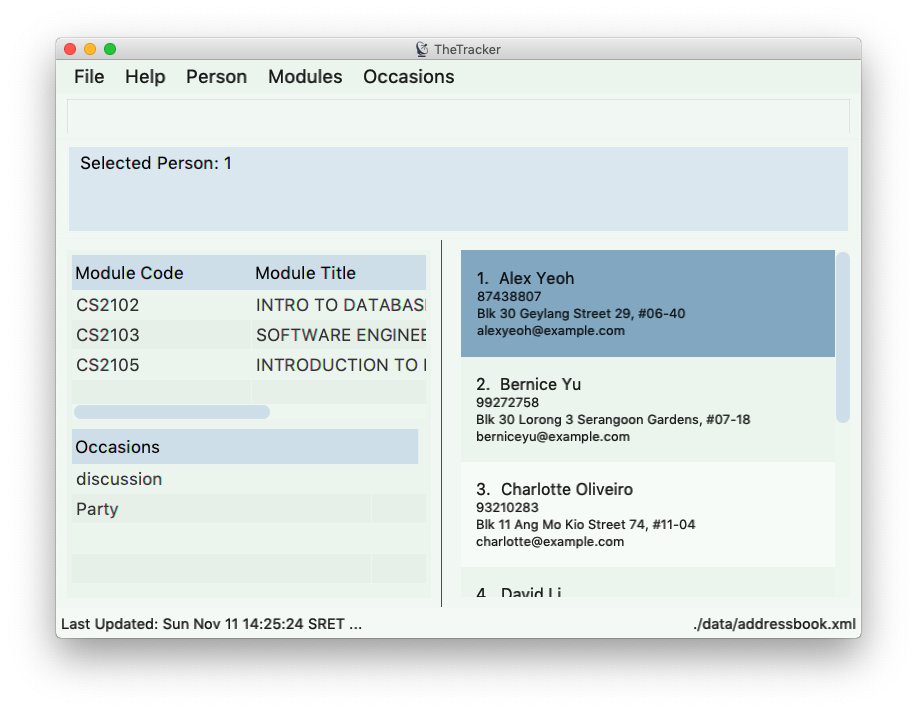 TheTracker
File Help Person Modules Occasions
Selected Person: 1
Module Code Module Title
CS2102 INTRO TO DATABAS
CS2103 SOFTWARE ENGINEE
CS2105 INTRODUCTION TO
Occasions
discussion
Party
1. Alex Yeoh
87438807
Blk 30 Geylang Street 29, #06-40
alexyeoh@example.com
2. Bernice Yu
99272758
Blk 30 Lorong 3 Serangoon Gardens, #07-18
berniceyu@example.com
3. Charlotte Oliveiro
93210283
Blk 11 Ang Mo Kio Street 74, #11-04
charlotte@example.com
4. David Li
Last Updated: Sun Nov 11 14:25:24 SRET ...
./data/addressbook.xml